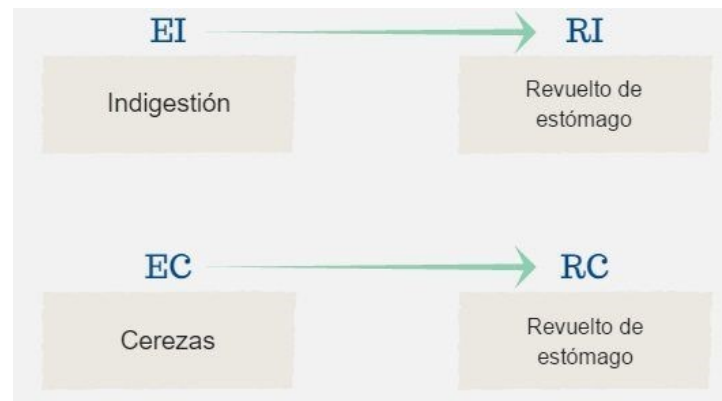 EI RI
Indigestión
Revuelto de
estómago
EC RC
Cerezas
Revuelto de
estómago